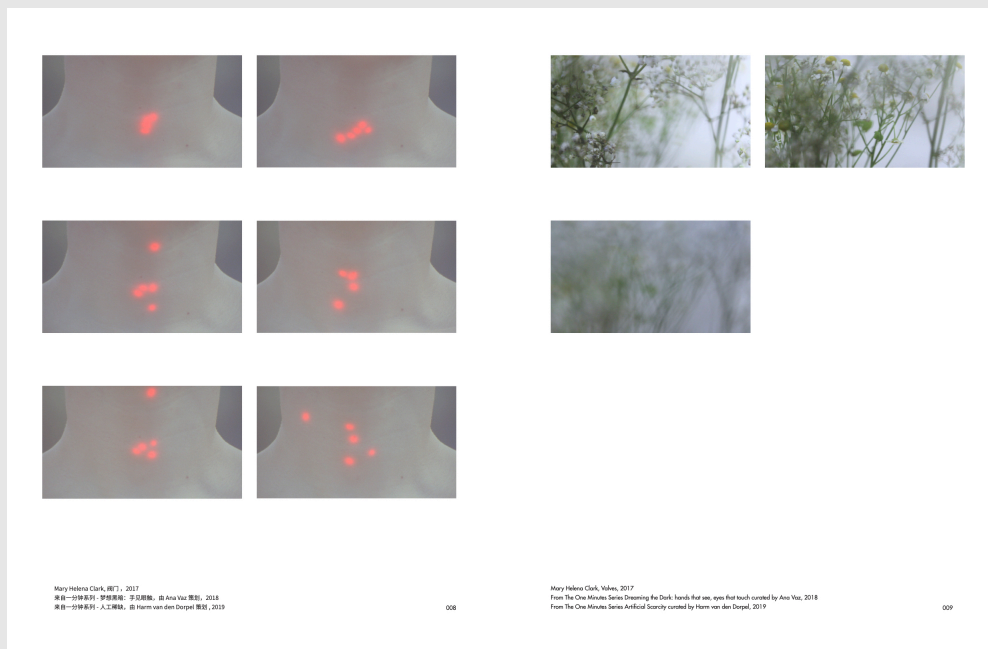 Mary Helena Clark, 阀门 ，2017
来自一分钟系列 - 梦想黑暗：手见眼触，由 Ana Vaz 策划，2018
来自一分钟系列 - 人工稀缺，由 Harm van den Dorpel 策划 , 2019
008
Mary Helena Clark, Valves, 2017
From The One Minutes Series Dreaming the Dark: hands that see, eyes that touch curated by Ana Vaz, 2018
From The One Minutes Series Artificial Scarcity curated by Harm van den Dorpel, 2019
009